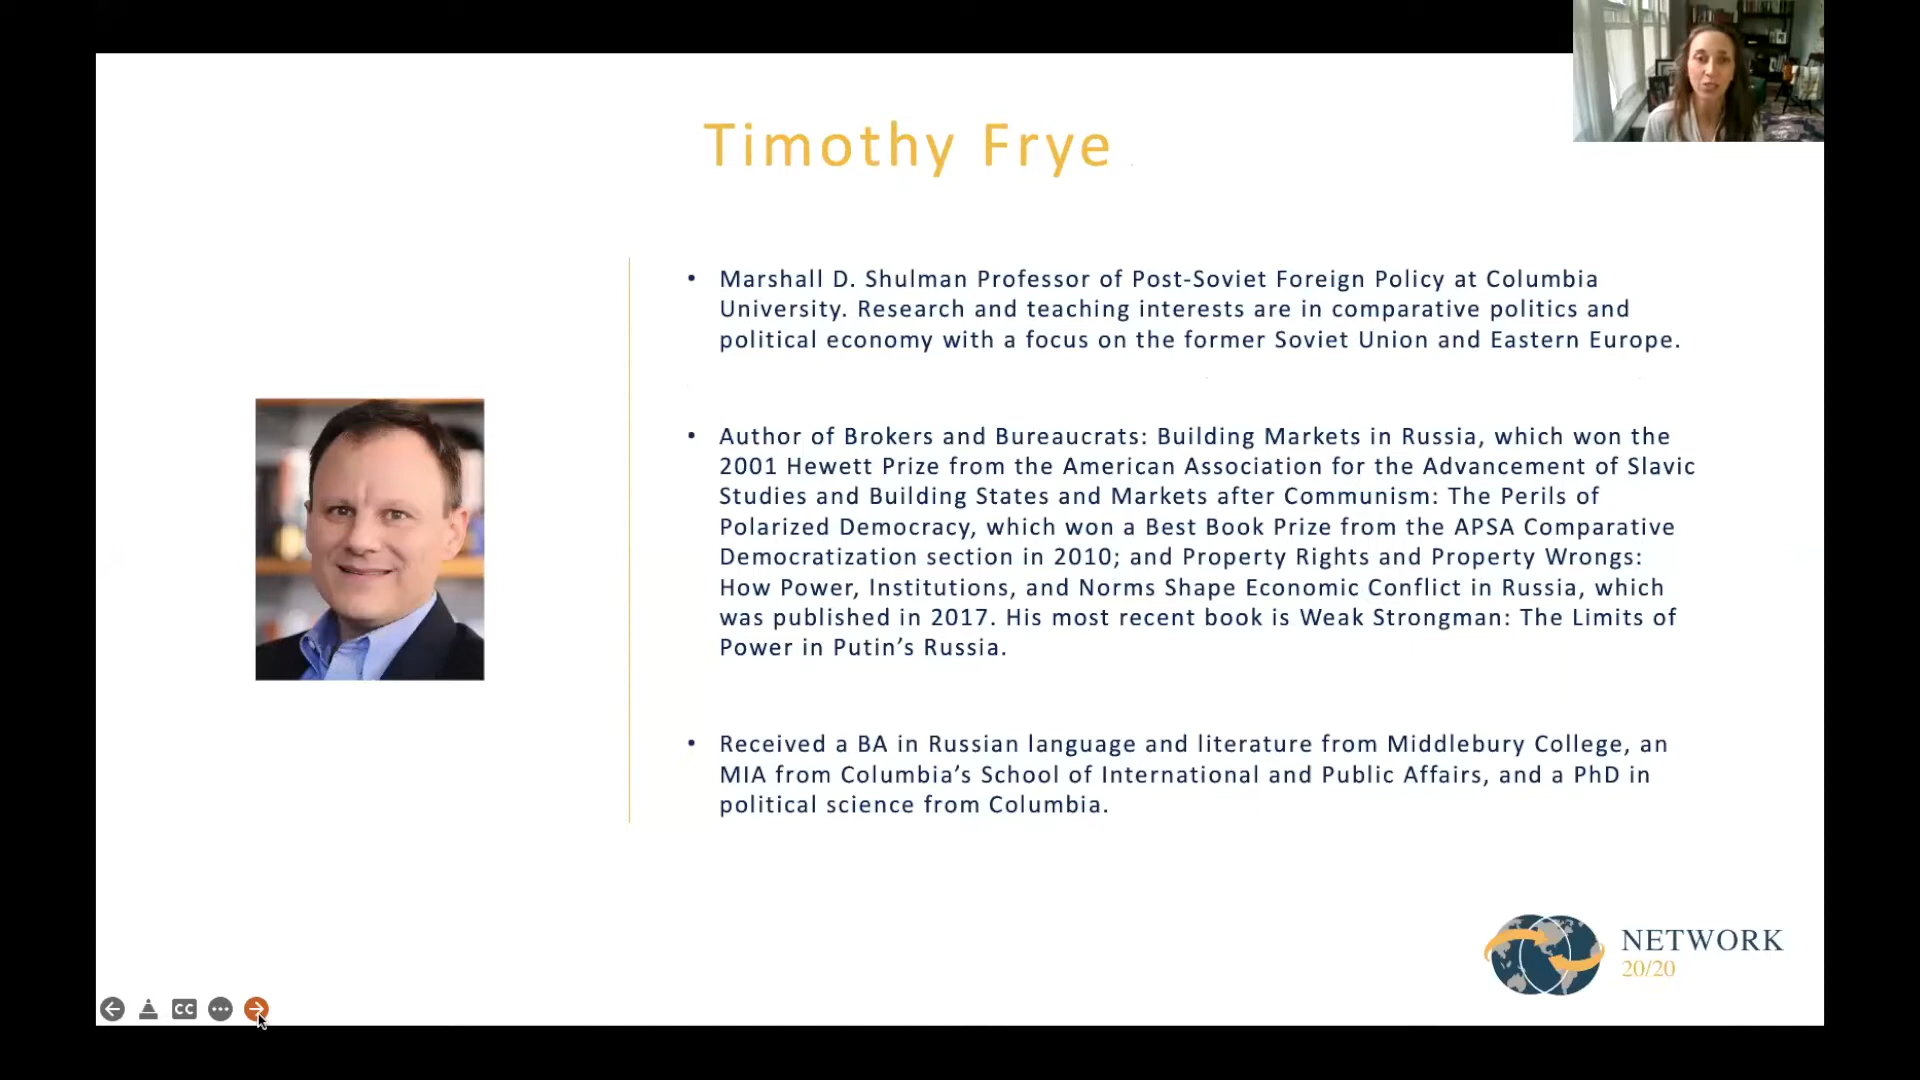 Timothy Frye
• Marshall D. Shulman Professor of Post-Soviet Foreign Policy at Columbia
University. Research and teaching interests are in comparative politics and
political economy with a focus on the former Soviet Union and Eastern Europe.
• Author of Brokers and Bureaucrats: Building Markets in Russia, which won the
2001 Hewett Prize from the American Association for the Advancement of Slavic
Studies and Building States and Markets after Communism: The Perils of
Polarized Democracy, which won a Best Book Prize from the APSA Comparative
Democratization section in 2010; and Property Rights and Property Wrongs:
How Power, Institutions, and Norms Shape Economic Conflict in Russia, which
was published in 2017. His most recent book is Weak Strongman: The Limits of
Power in Putin’s Russia.
• Received a BA in Russian language and literature from Middlebury College, an
MIA from Columbia’s School of International and Public Affairs, and a PhD in
political science from Columbia.
NETWORK
20/20
CC